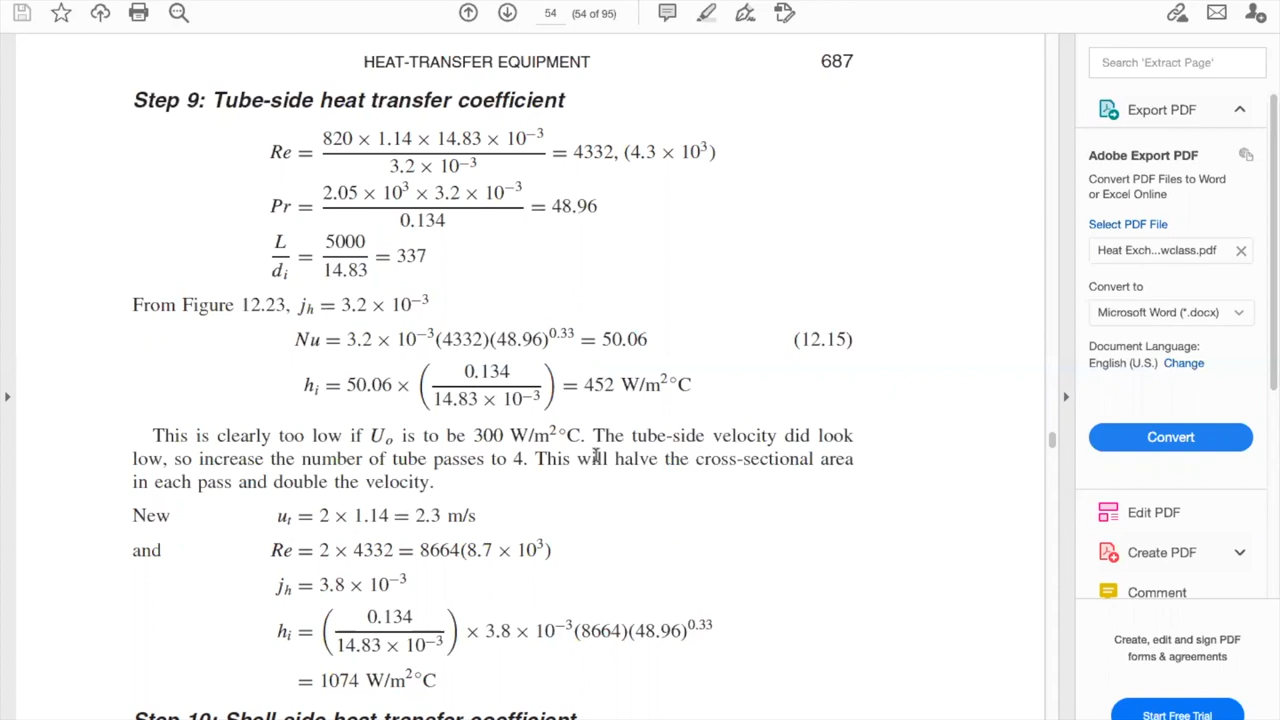 54 (54 of 95)
HEAT-TRANSFER EQUIPMENT 687
Step 9: Tube-side heat transfer coefficient
Re = 820 × 1.14 × 14.83 × 10⁻³ / 3.2 × 10⁻³ = 4332, (4.3 × 10³)
Pr = 2.05 × 10³ × 3.2 × 10⁻³ / 0.134 = 48.96
L / dᵢ = 5000 / 14.83 = 337
From Figure 12.23, jₕ = 3.2 × 10⁻³
Nu = 3.2 × 10⁻³(4332)(48.96)^0.33 = 50.06 (12.15)
hᵢ = 50.06 × (0.134 / 14.83 × 10⁻³) = 452 W/m²°C
This is clearly too low if Uₒ is to be 300 W/m²°C. The tube-side velocity did look
low, so increase the number of tube passes to 4. This will halve the cross-sectional area
in each pass and double the velocity.
New uₜ = 2 × 1.14 = 2.3 m/s
and Re = 2 × 4332 = 8664(8.7 × 10³)
jₕ = 3.8 × 10⁻³
hᵢ = (0.134 / 14.83 × 10⁻³) × 3.8 × 10⁻³(8664)(48.96)^0.33
= 1074 W/m²°C
Step 10: Shell-side heat transfer coefficient
Search 'Extract Page'
Export PDF
Adobe Export PDF
Convert PDF Files to Word
or Excel Online
Select PDF File
Heat Exch...wclass.pdf
Convert to
Microsoft Word (*.docx)
Document Language:
English (U.S.) Change
Convert
Edit PDF
Create PDF
Comment
Create, edit and sign PDF
forms & agreements
Start Free Trial